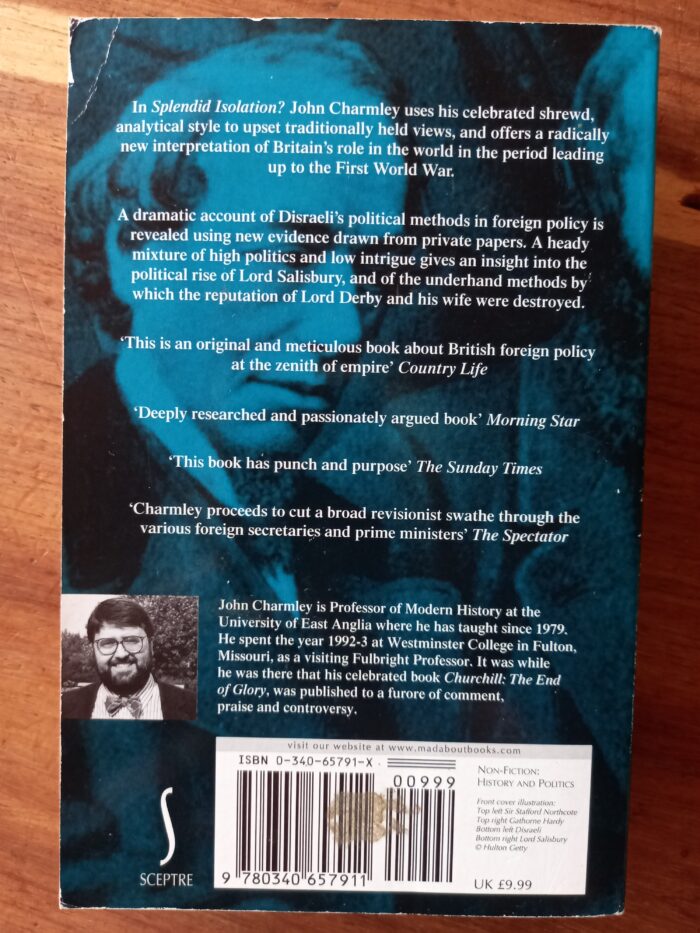 In Splendid Isolation? John Charmley uses his celebrated shrewd,
analytical style to upset traditionally held views, and offers a radically
new interpretation of Britain's role in the world in the period leading
up to the First World War.
A dramatic account of Disraeli's political methods in foreign policy is
revealed using new evidence drawn from private papers. A heady
mixture of high politics and low intrigue gives an insight into the
political rise of Lord Salisbury, and of the underhand methods by
which the reputation of Lord Derby and his wife were destroyed.
‘This is an original and meticulous book about British foreign policy
at the zenith of empire’ Country Life
‘Deeply researched and passionately argued book’ Morning Star
‘This book has punch and purpose’ The Sunday Times
‘Charmley proceeds to cut a broad revisionist swathe through the
various foreign secretaries and prime ministers’ The Spectator
John Charmley is Professor of Modern History at the
University of East Anglia where he has taught since 1979.
He spent the year 1992-3 at Westminster College in Fulton,
Missouri, as a visiting Fulbright Professor. It was while
he was there that his celebrated book Churchill: The End
of Glory, was published to a furore of comment,
praise and controversy.
visit our website at www.madaboutbooks.com
ISBN 0-340-65791-X
00999
9 780340 657911
NON-FICTION:
HISTORY AND POLITICS
Front cover illustration:
Top left Sir Stafford Northcote
Top right Gathorne Hardy
Bottom left Disraeli
Bottom right Lord Salisbury
© Hulton Getty
UK £9.99
SCEPTRE